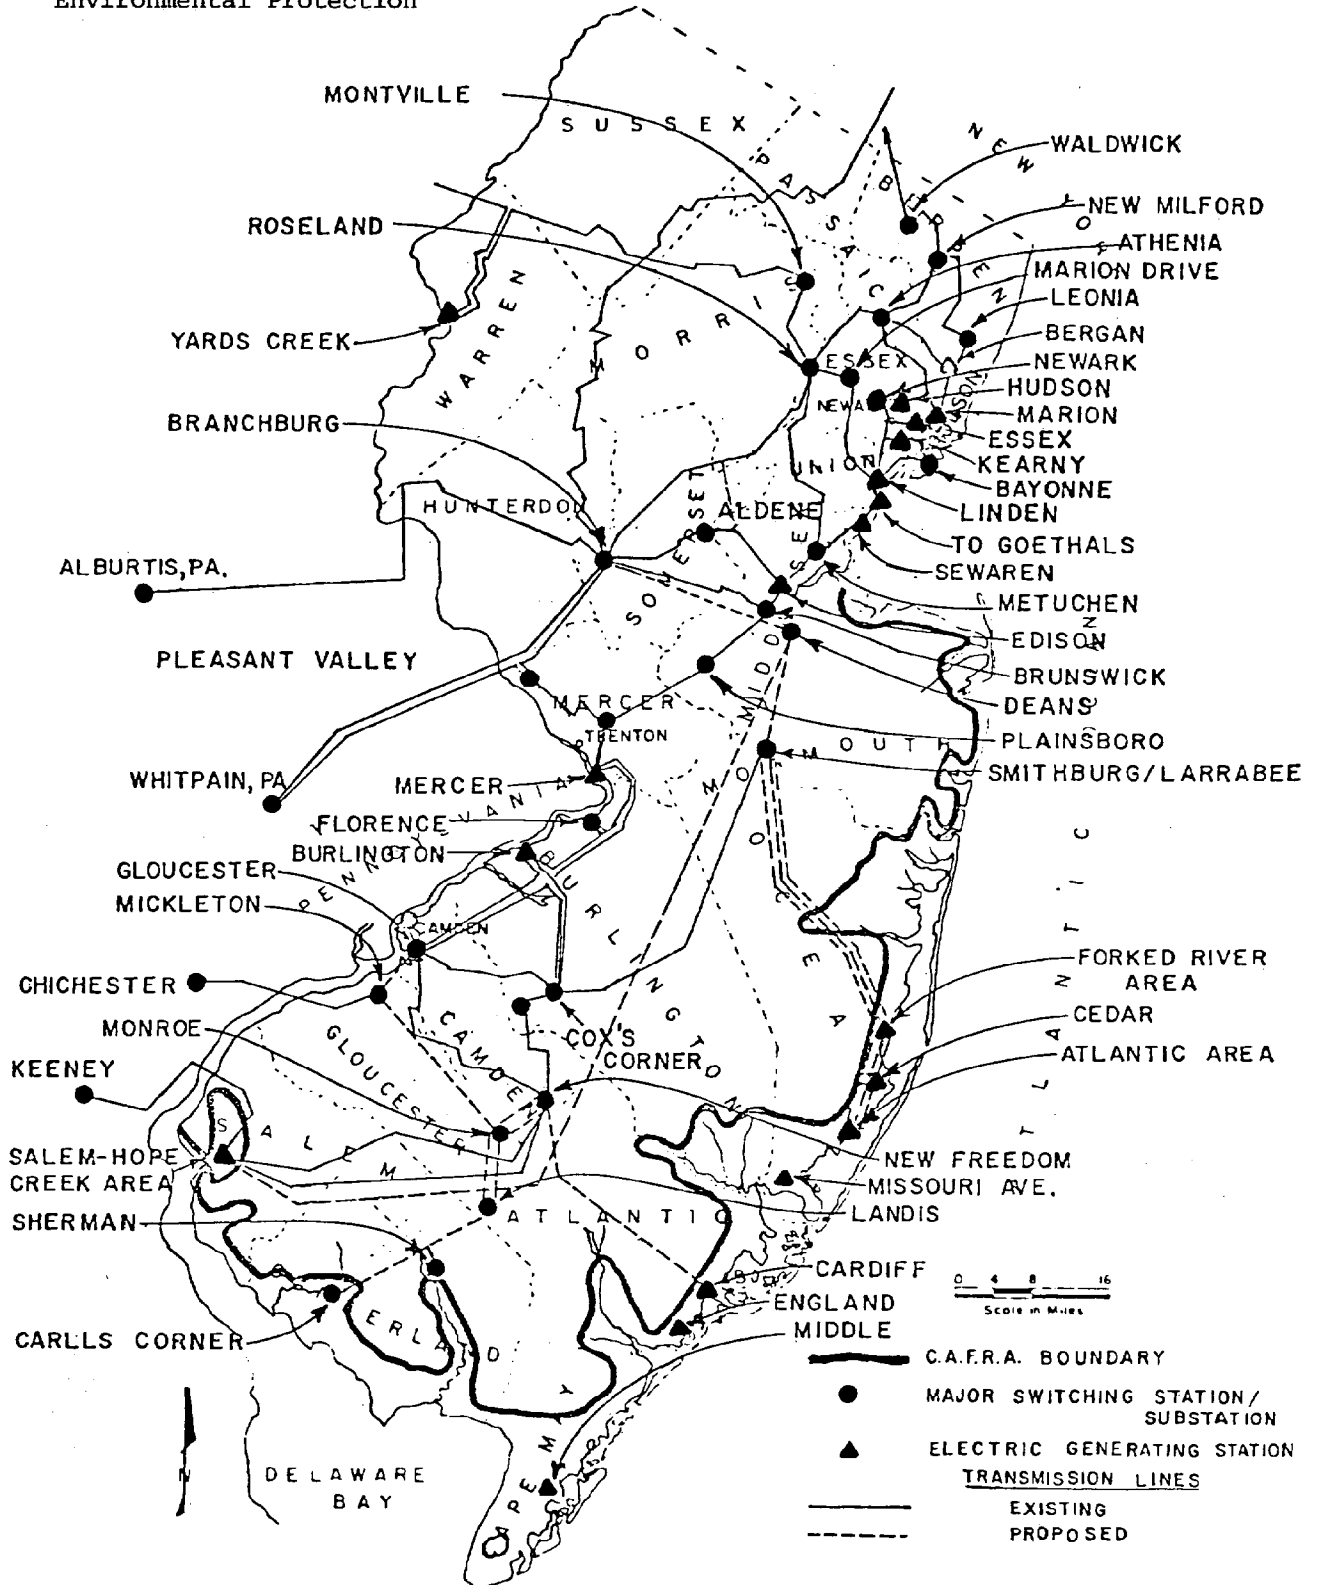 Environmental Protection
MONTVILLE
SUSSEX
NEW
WALDWICK
PASSAIC
BERGEN
NEW MILFORD
ROSELAND
ATHENIA
MARION DRIVE
LEONIA
WARREN
MORRIS
YARDS CREEK
BERGAN
ESSEX
NEWARK
HUDSON
MARION
BRANCHBURG
ESSEX
UNION
KEARNY
BAYONNE
HUNTERDON
ALDENE
LINDEN
TO GOETHALS
ALBURTIS, PA.
SOMERSET
SEWAREN
METUCHEN
EDISON
PLEASANT VALLEY
BRUNSWICK
MERCER
DEANS
TRENTON
PLAINSBORO
WHITPAIN, PA
MERCER
SMITHBURG/LARRABEE
FLORENCE
BURLINGTON
GLOUCESTER
MICKLETON
CAMDEN
BURLINGTON
OCEAN
CHICHESTER
FORKED RIVER
AREA
MONROE
CAMDEN
COX'S
CORNER
CEDAR
KEENEY
GLOUCESTER
ATLANTIC AREA
ATLANTIC
SALEM
SALEM-HOPE
CREEK AREA
NEW FREEDOM
MISSOURI AVE.
SHERMAN
ATLANTIC
LANDIS
CARDIFF
0 4 8 16
Scale in Miles
ENGLAND
MIDDLE
CARLLS CORNER
C.A.F.R.A. BOUNDARY
MAJOR SWITCHING STATION/
SUBSTATION
CAPE MAY
ELECTRIC GENERATING STATION
N
DELAWARE
BAY
TRANSMISSION LINES
EXISTING
PROPOSED